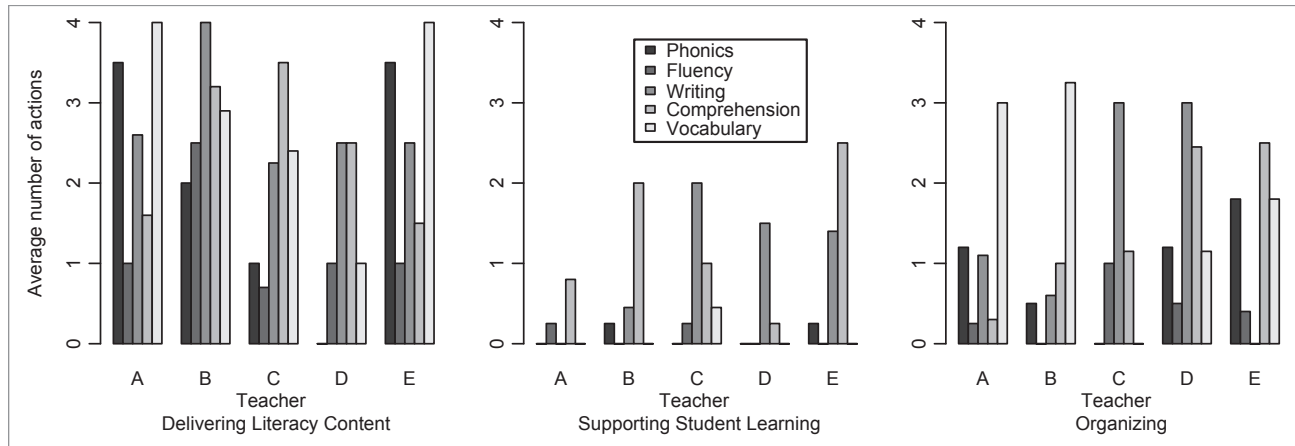 Average number of actions
4
3
2
1
0
A B C D E
Teacher
Delivering Literacy Content
4
3
2
1
0
Phonics
Fluency
Writing
Comprehension
Vocabulary
A B C D E
Teacher
Supporting Student Learning
4
3
2
1
0
A B C D E
Teacher
Organizing